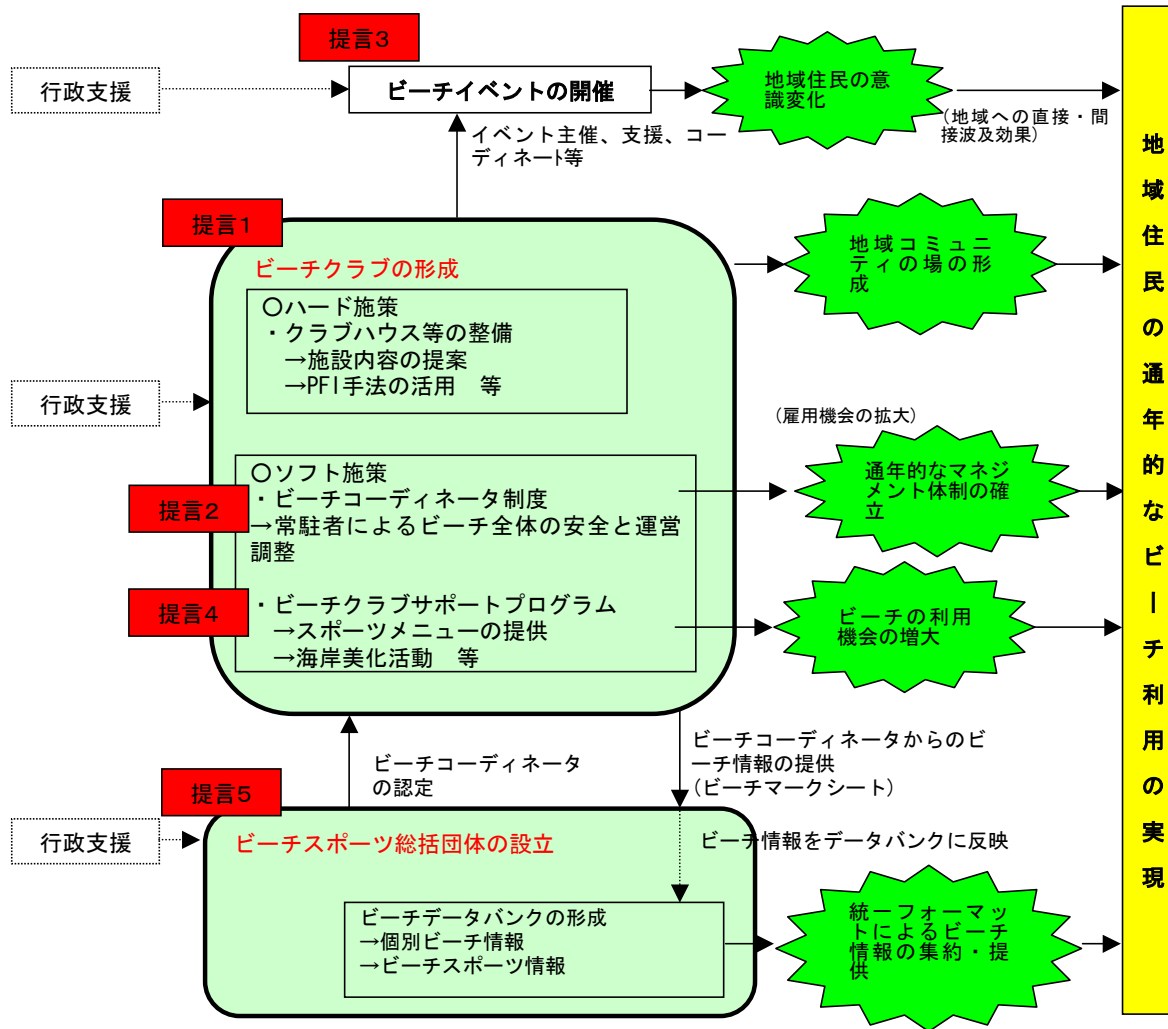 提言3
行政支援
ビーチイベントの開催
地域住民の意
識変化
(地域への直接・間
接波及効果)
イベント主催、支援、コー
ディネート等
提言1
ビーチクラブの形成
〇ハード施策
・クラブハウス等の整備
→施設内容の提案
→PFI手法の活用　等
地域コミュニ
ティの場の形
成
行政支援
(雇用機会の拡大)
〇ソフト施策
・ビーチコーディネータ制度
→常駐者によるビーチ全体の安全と運営
調整
提言2
通年的なマネジ
メント体制の確
立
提言4
・ビーチクラブサポートプログラム
→スポーツメニューの提供
→海岸美化活動　等
ビーチの利用
機会の増大
ビーチコーディネータ
の認定
ビーチコーディネータからのビ
ーチ情報の提供
(ビーチマークシート)
提言5
行政支援
ビーチスポーツ総括団体の設立
ビーチ情報をデータバンクに反映
ビーチデータバンクの形成
→個別ビーチ情報
→ビーチスポーツ情報
統一フォーマッ
トによるビーチ
情報の集約・提
供
地域住民の通年的なビーチ利用の実現